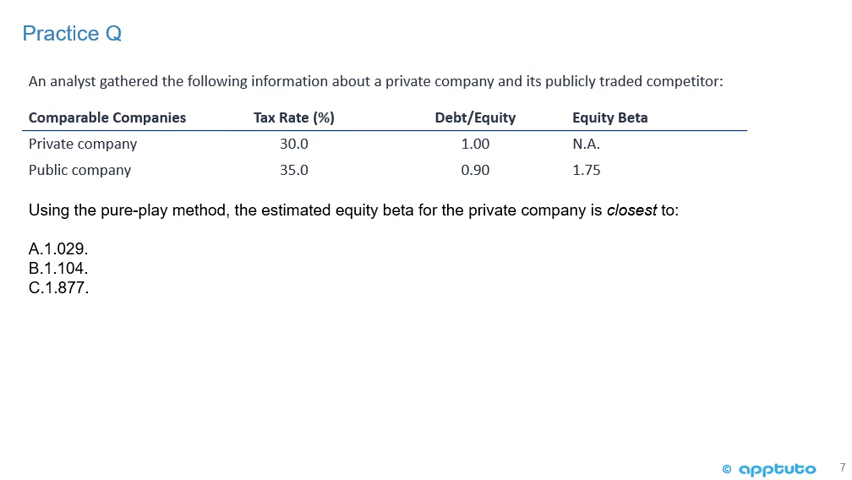 Practice Q
An analyst gathered the following information about a private company and its publicly traded competitor:
Comparable Companies Tax Rate (%) Debt/Equity Equity Beta
Private company 30.0 1.00 N.A.
Public company 35.0 0.90 1.75
Using the pure-play method, the estimated equity beta for the private company is closest to:
A.1.029.
B.1.104.
C.1.877.
© apptuto 7